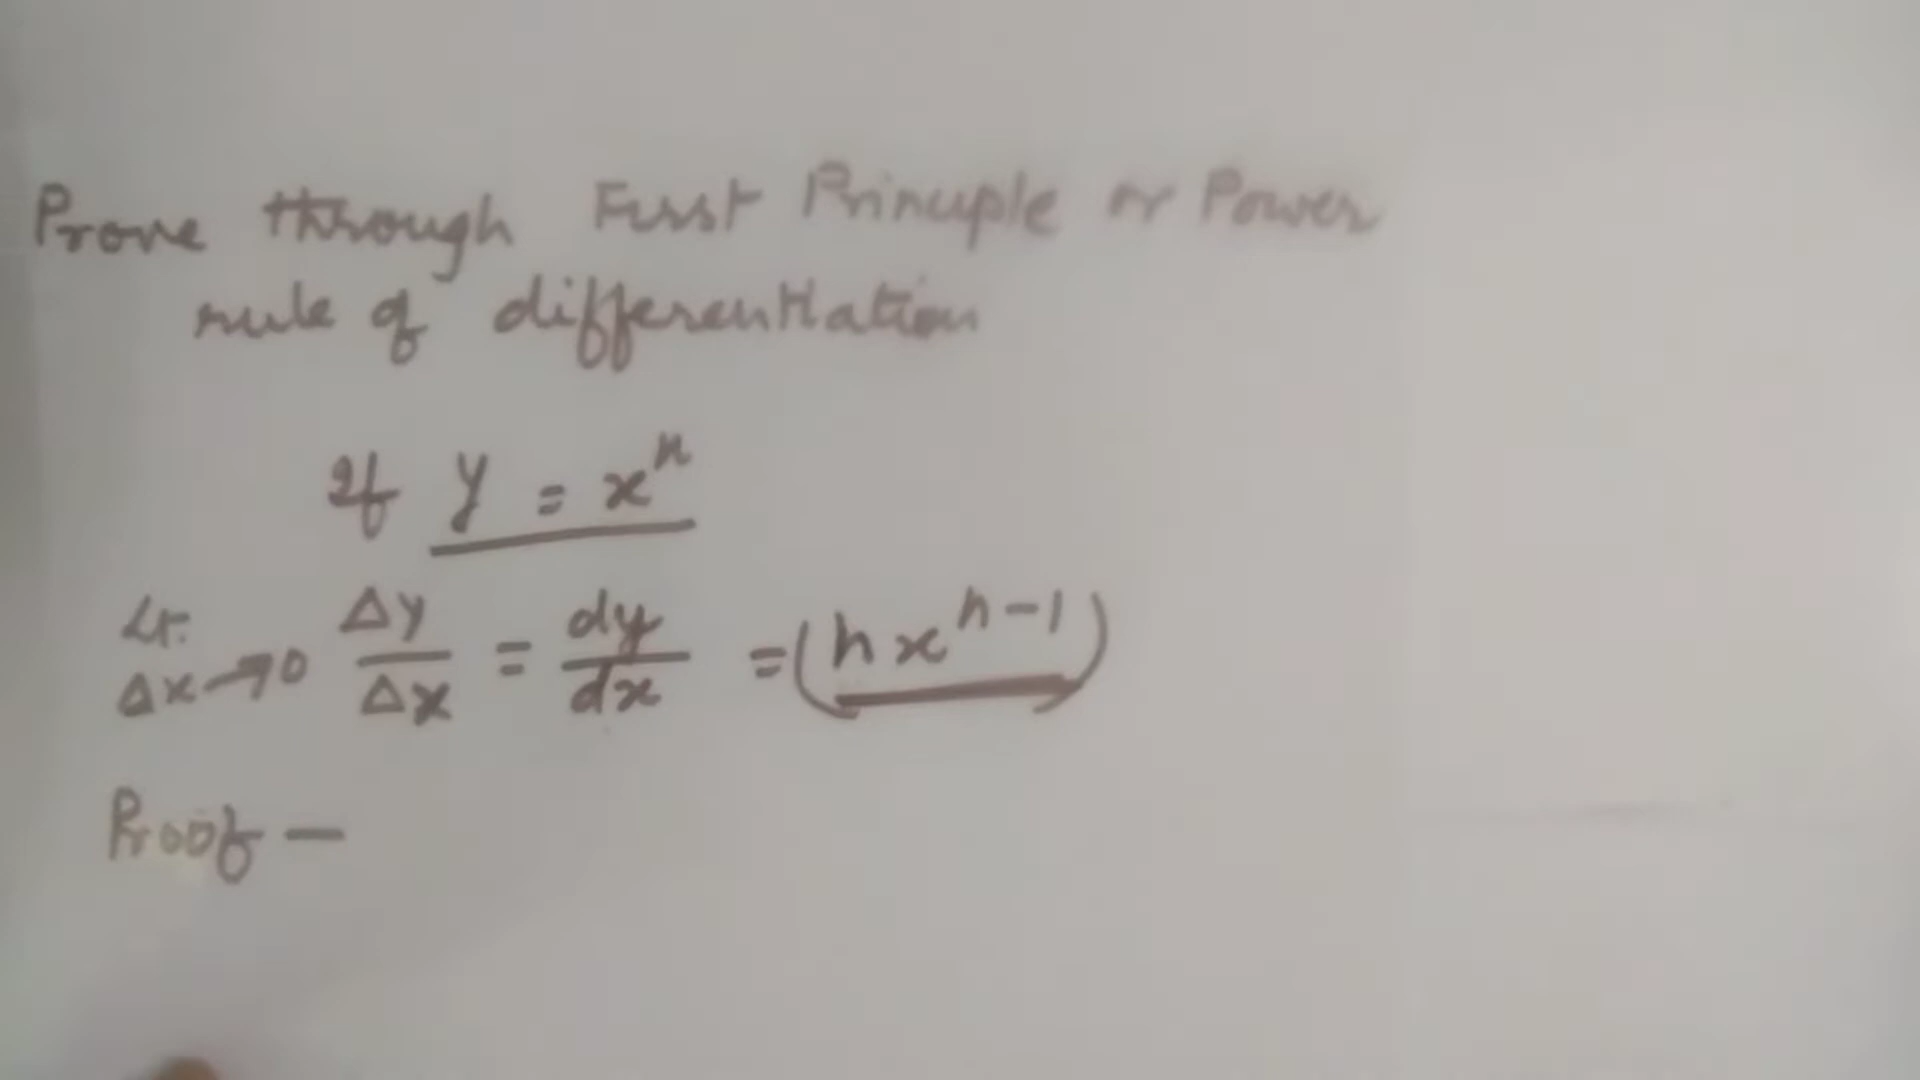 Prove through First Principle or Power
rule of differentiation
If y = xⁿ
Lt. Δx→0 Δy/Δx = dy/dx = (nxⁿ⁻¹)
Proof —